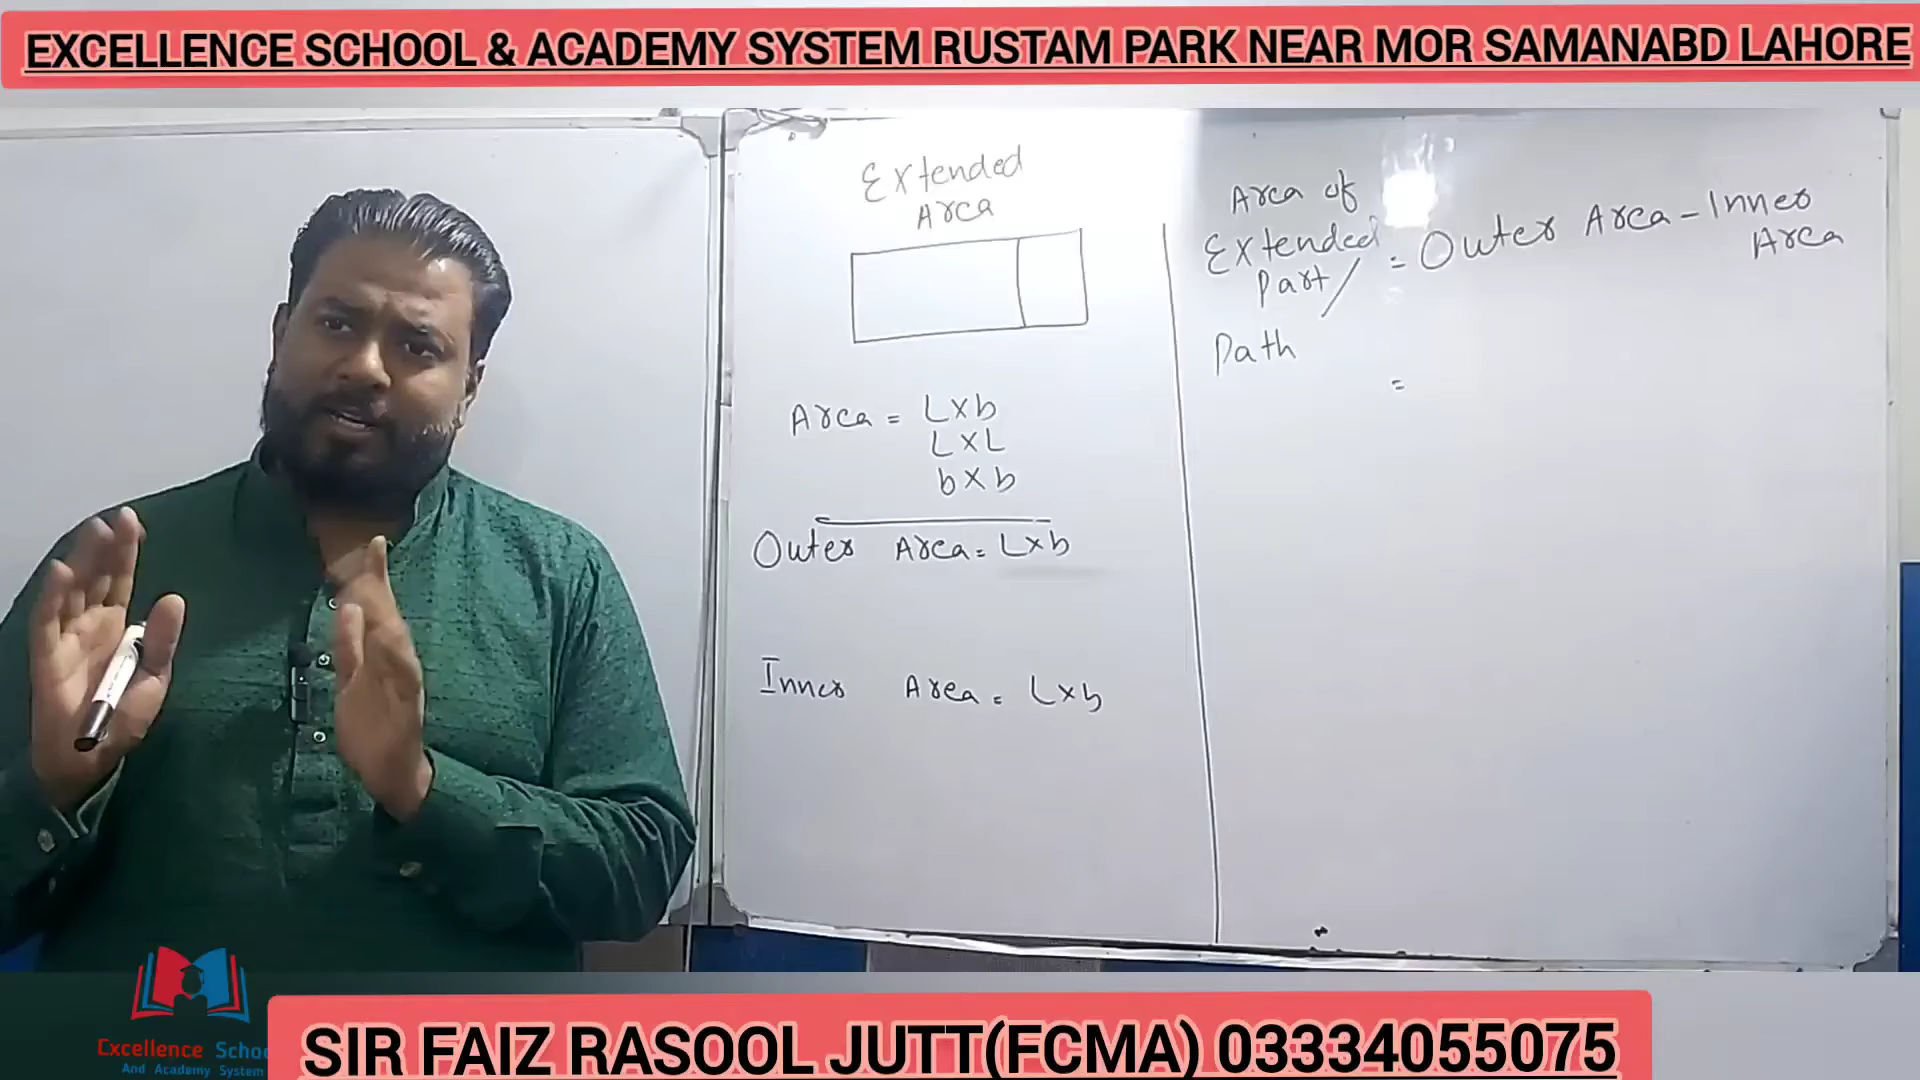 EXCELLENCE SCHOOL & ACADEMY SYSTEM RUSTAM PARK NEAR MOR SAMANABD LAHORE
Extended
Area
Area = L×b
L×L
b×b
Outer Area = L×b
Inner Area = L×b
Area of
Extended = Outer Area - Inner
Part/ Area
Path
=
Excellence Schoo
And Academy System
SIR FAIZ RASOOL JUTT(FCMA) 03334055075